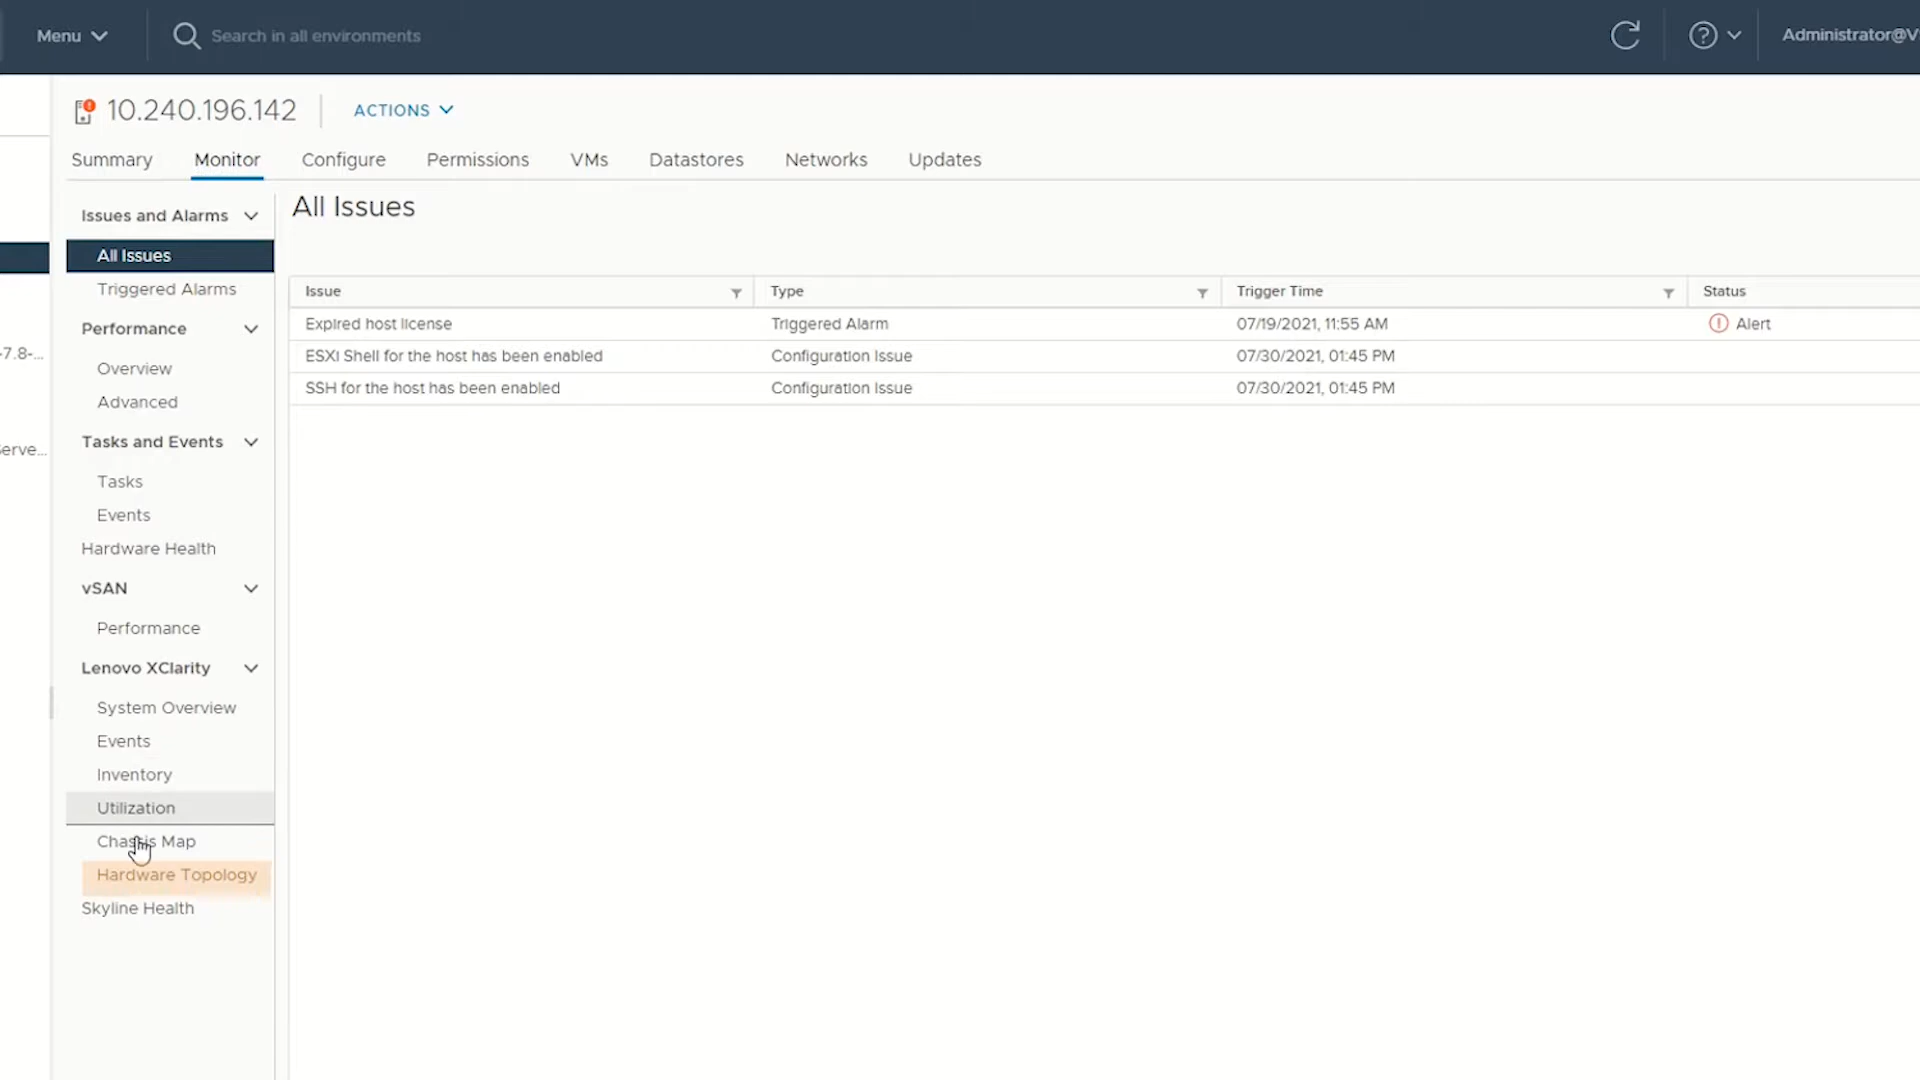 Menu
Search in all environments
Administrator@V
10.240.196.142
ACTIONS
Summary Monitor Configure Permissions VMs Datastores Networks Updates
Issues and Alarms
All Issues
Triggered Alarms
Performance
Overview
Advanced
Tasks and Events
Tasks
Events
Hardware Health
vSAN
Performance
Lenovo XClarity
System Overview
Events
Inventory
Utilization
Chassis Map
Hardware Topology
Skyline Health
-7.8-...
erve...
All Issues
Issue Type Trigger Time Status
Expired host license Triggered Alarm 07/19/2021, 11:55 AM Alert
ESXi Shell for the host has been enabled Configuration Issue 07/30/2021, 01:45 PM
SSH for the host has been enabled Configuration Issue 07/30/2021, 01:45 PM